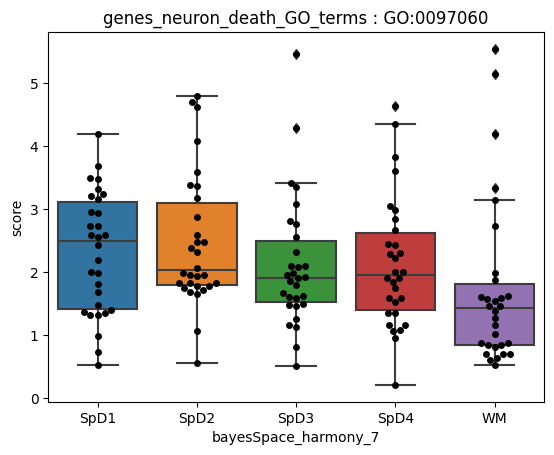 genes_neuron_death_GO_terms : GO:0097060
score
5
4
3
2
1
0
SpD1 SpD2 SpD3 SpD4 WM
bayesSpace_harmony_7